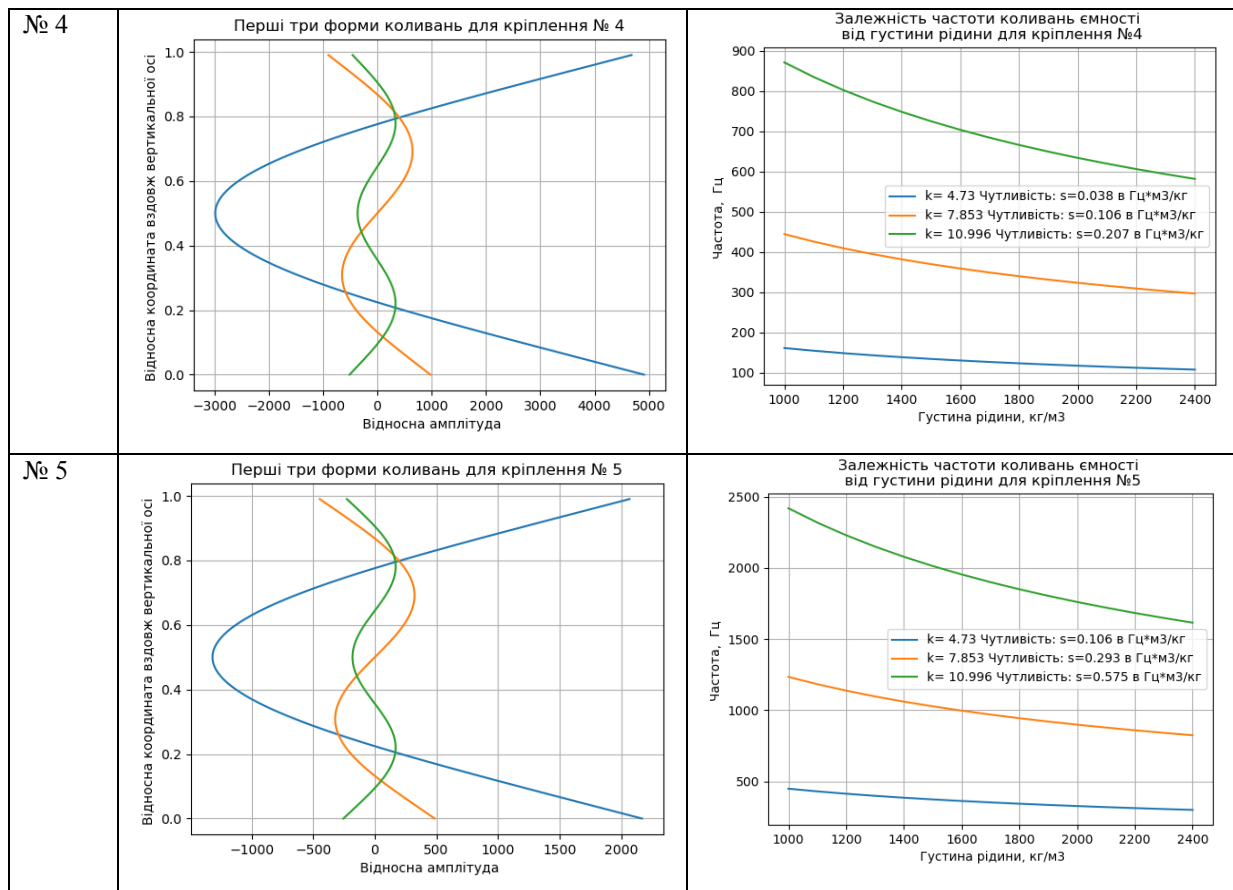 № 4
Перші три форми коливань для кріплення № 4
Відносна координата вздовж вертикальної осі
1.0
0.8
0.6
0.4
0.2
0.0
−3000 −2000 −1000 0 1000 2000 3000 4000 5000
Відносна амплітуда
Залежність частоти коливань ємності
від густини рідини для кріплення №4
Частота, Гц
900
800
700
600
500
400
300
200
100
k= 4.73 Чутливість: s=0.038 в Гц*м3/кг
k= 7.853 Чутливість: s=0.106 в Гц*м3/кг
k= 10.996 Чутливість: s=0.207 в Гц*м3/кг
1000 1200 1400 1600 1800 2000 2200 2400
Густина рідини, кг/м3
№ 5
Перші три форми коливань для кріплення № 5
Відносна координата вздовж вертикальної осі
1.0
0.8
0.6
0.4
0.2
0.0
−1000 −500 0 500 1000 1500 2000
Відносна амплітуда
Залежність частоти коливань ємності
від густини рідини для кріплення №5
Частота, Гц
2500
2000
1500
1000
500
k= 4.73 Чутливість: s=0.106 в Гц*м3/кг
k= 7.853 Чутливість: s=0.293 в Гц*м3/кг
k= 10.996 Чутливість: s=0.575 в Гц*м3/кг
1000 1200 1400 1600 1800 2000 2200 2400
Густина рідини, кг/м3